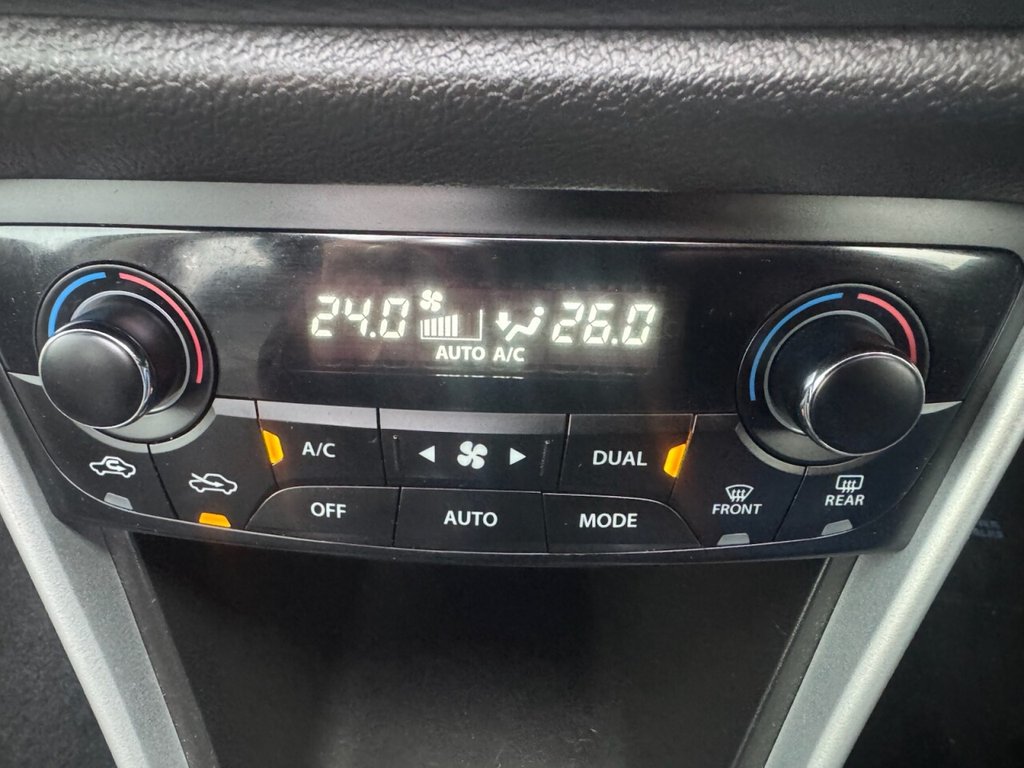 24.0 26.0
AUTO A/C
A/C DUAL
OFF AUTO MODE FRONT REAR